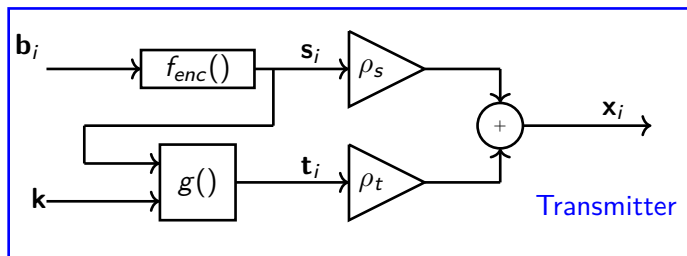 b_i
f_enc()
s_i
ρ_s
+
x_i
k
g()
t_i
ρ_t
Transmitter